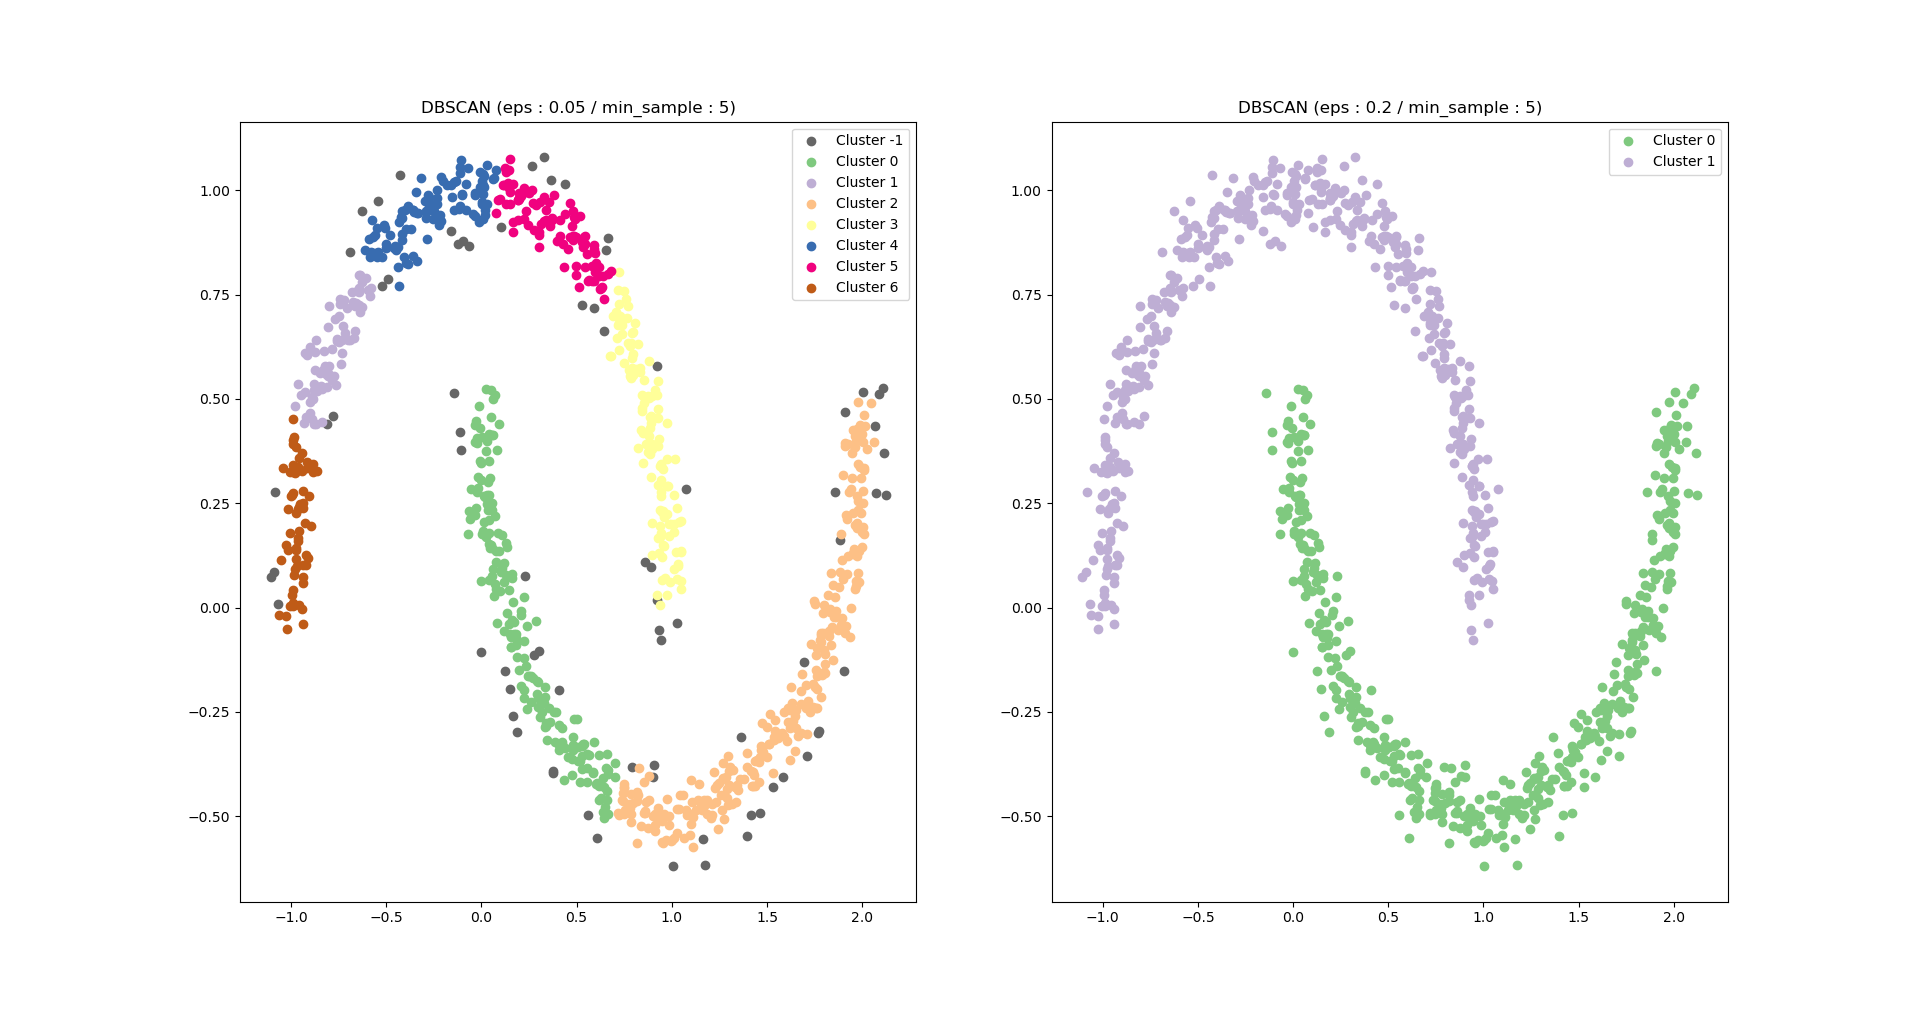 DBSCAN (eps : 0.05 / min_sample : 5)
Cluster -1
Cluster 0
Cluster 1
Cluster 2
Cluster 3
Cluster 4
Cluster 5
Cluster 6
1.00
0.75
0.50
0.25
0.00
−0.25
−0.50
−1.0 −0.5 0.0 0.5 1.0 1.5 2.0
DBSCAN (eps : 0.2 / min_sample : 5)
Cluster 0
Cluster 1
1.00
0.75
0.50
0.25
0.00
−0.25
−0.50
−1.0 −0.5 0.0 0.5 1.0 1.5 2.0